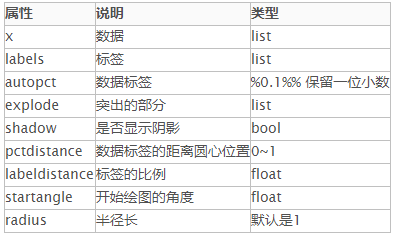 属性 说明 类型
x 数据 list
labels 标签 list
autopct 数据标签 %0.1%% 保留一位小数
explode 突出的部分 list
shadow 是否显示阴影 bool
pctdistance 数据标签的距离圆心位置 0~1
labeldistance 标签的比例 float
startangle 开始绘图的角度 float
radius 半径长 默认是1